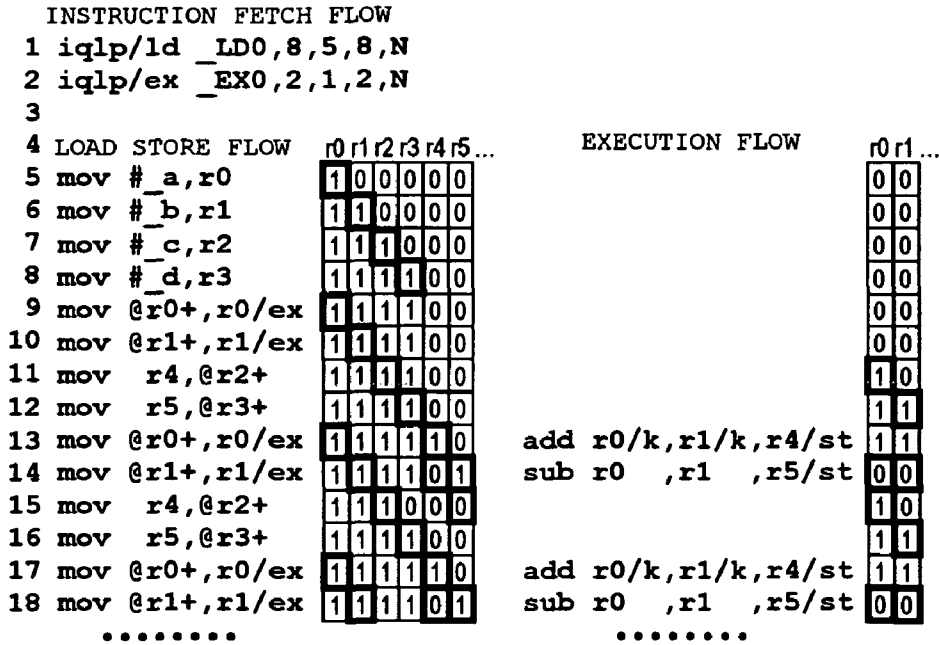 INSTRUCTION FETCH FLOW
1 iqlp/ld _LD0,8,5,8,N
2 iqlp/ex _EX0,2,1,2,N
3
4 LOAD STORE FLOW r0 r1 r2 r3 r4 r5... EXECUTION FLOW r0 r1...
5 mov #_a,r0 1 0 0 0 0 0 0 0
6 mov #_b,r1 1 1 0 0 0 0 0 0
7 mov #_c,r2 1 1 1 0 0 0 0 0
8 mov #_d,r3 1 1 1 1 0 0 0 0
9 mov @r0+,r0/ex 1 1 1 1 0 0 0 0
10 mov @r1+,r1/ex 1 1 1 1 0 0 0 0
11 mov r4,@r2+ 1 1 1 1 0 0 1 0
12 mov r5,@r3+ 1 1 1 1 0 0 1 1
13 mov @r0+,r0/ex 1 1 1 1 1 0 add r0/k,r1/k,r4/st 1 1
14 mov @r1+,r1/ex 1 1 1 1 0 1 sub r0 ,r1 ,r5/st 0 0
15 mov r4,@r2+ 1 1 1 0 0 0 1 0
16 mov r5,@r3+ 1 1 1 1 0 0 1 1
17 mov @r0+,r0/ex 1 1 1 1 1 0 add r0/k,r1/k,r4/st 1 1
18 mov @r1+,r1/ex 1 1 1 1 0 1 sub r0 ,r1 ,r5/st 0 0
........ ........